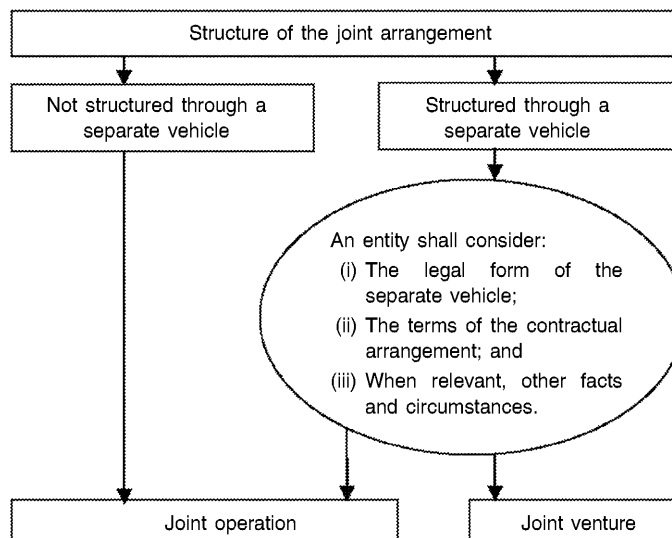 Structure of the joint arrangement
Not structured through a
separate vehicle
Structured through a
separate vehicle
An entity shall consider:
(i) The legal form of the
separate vehicle;
(ii) The terms of the contractual
arrangement; and
(iii) When relevant, other facts
and circumstances.
Joint operation
Joint venture